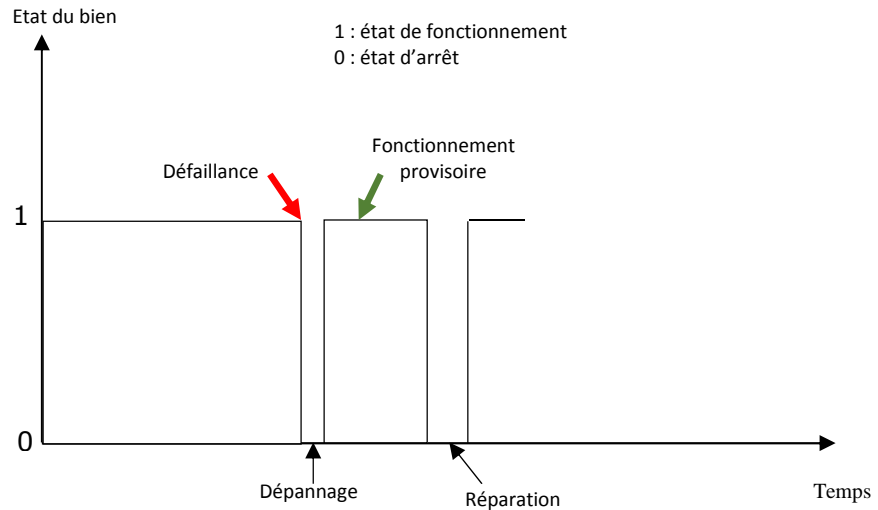 Etat du bien
1 : état de fonctionnement
0 : état d’arrêt
Fonctionnement
provisoire
Défaillance
1
0
Dépannage
Réparation
Temps